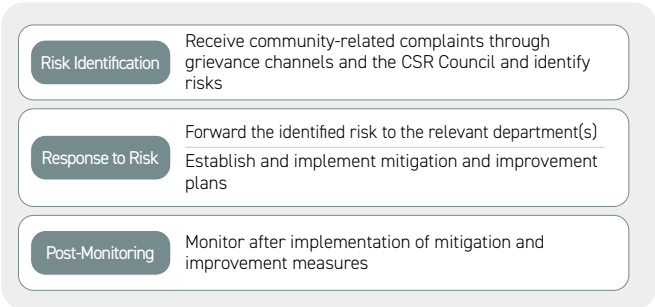 Risk Identification
Receive community-related complaints through
grievance channels and the CSR Council and identify
risks
Response to Risk
Forward the identified risk to the relevant department(s)
Establish and implement mitigation and improvement
plans
Post-Monitoring
Monitor after implementation of mitigation and
improvement measures